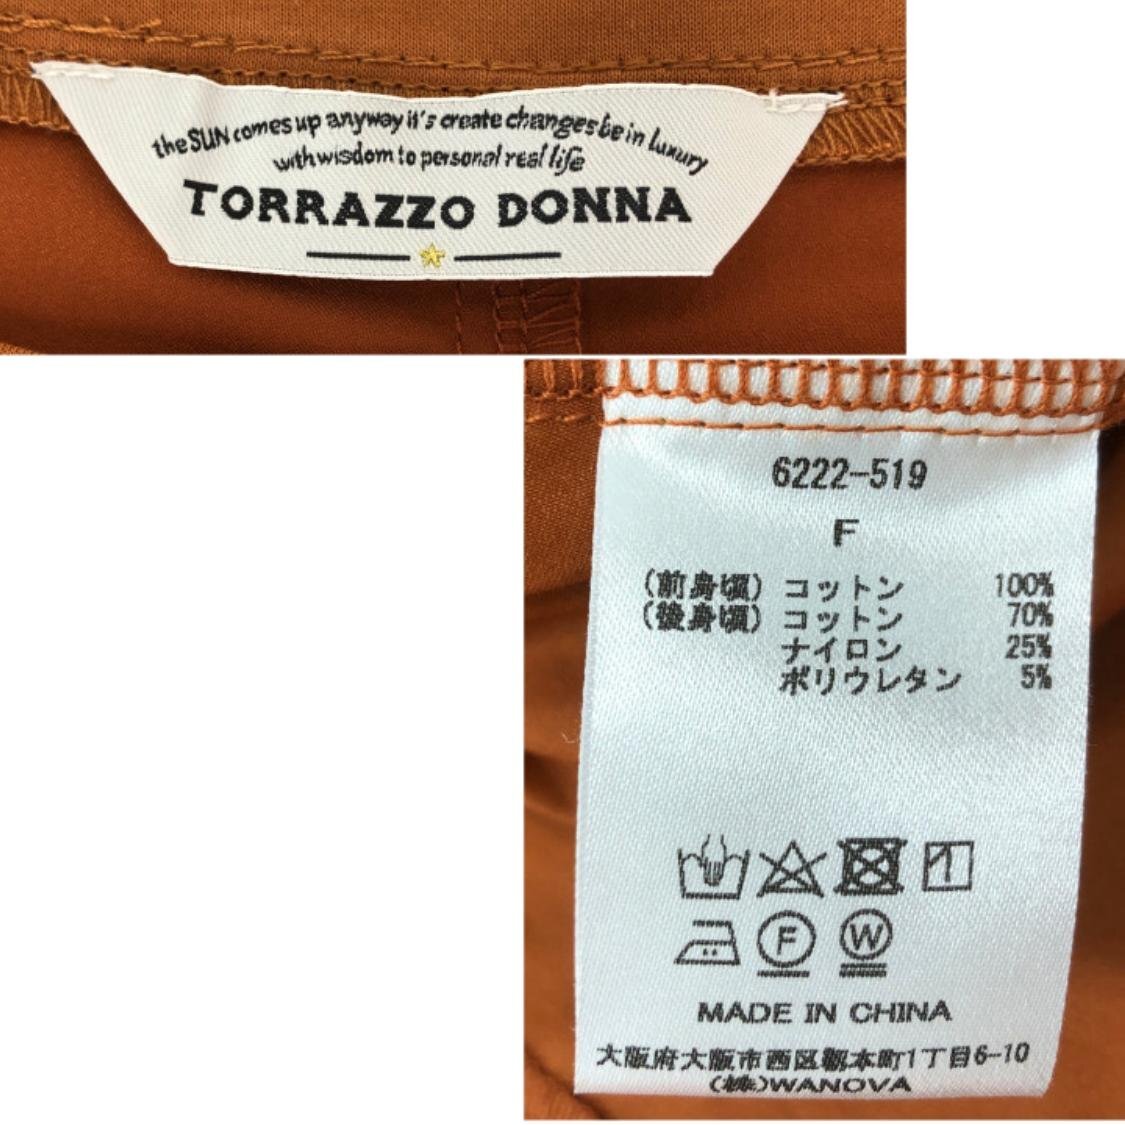 the SUN comes up anyway it's create changes be in luxury
with wisdom to personal real life
TORRAZZO DONNA
6222-519
F
(前身頃) コットン 100%
(後身頃) コットン 70%
ナイロン 25%
ポリウレタン 5%
F W
MADE IN CHINA
大阪府大阪市西区靱本町1丁目6-10
(株)WANOVA